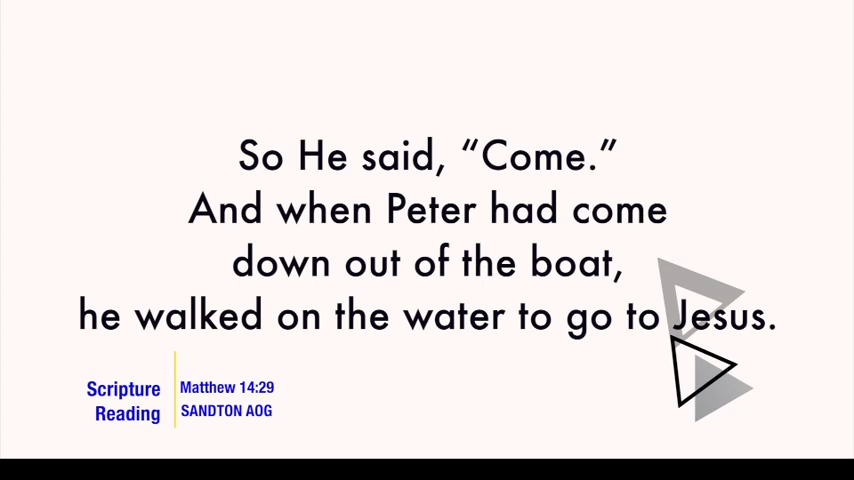 So He said, “Come.”
And when Peter had come
down out of the boat,
he walked on the water to go to Jesus.
Scripture
Reading
Matthew 14:29
SANDTON AOG